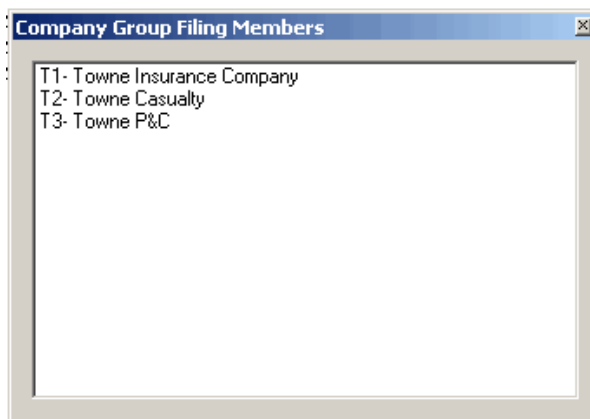 Company Group Filing Members
T1- Towne Insurance Company
T2- Towne Casualty
T3- Towne P&C